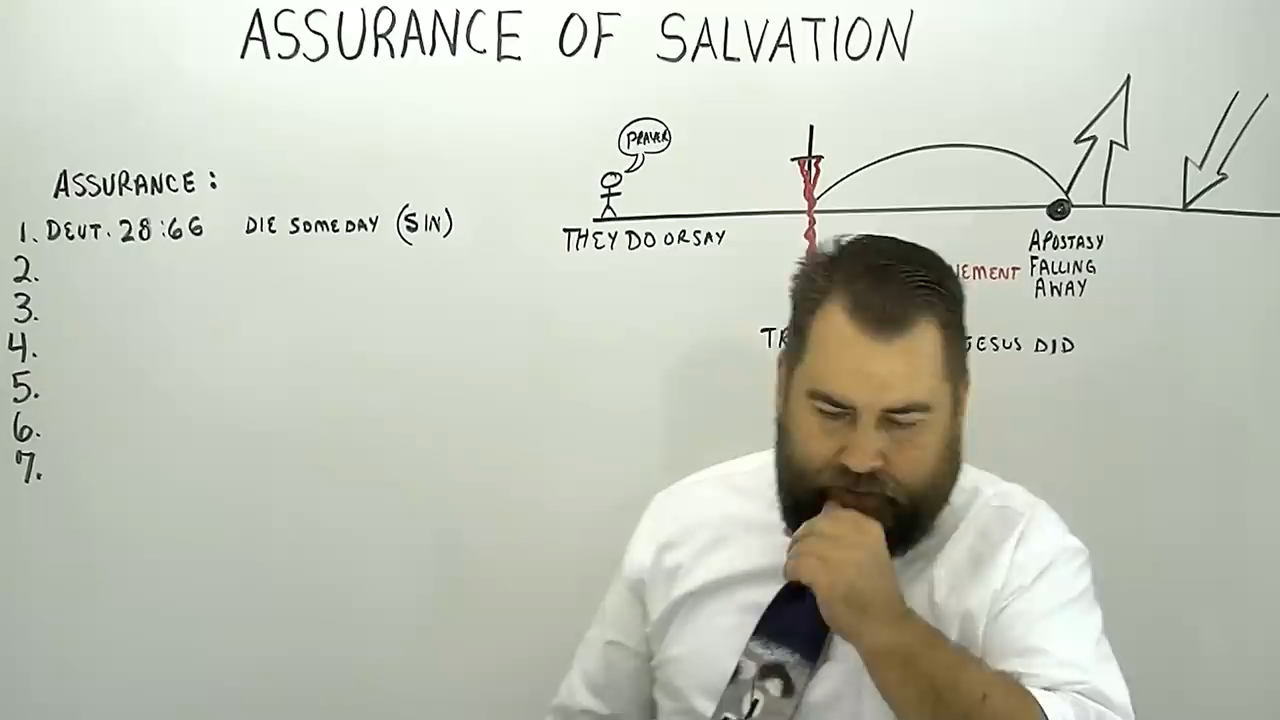 ASSURANCE OF SALVATION
PRAYER
ASSURANCE:
1. DEUT. 28:66 DIE SOMEDAY (SIN)
2.
3.
4.
5.
6.
7.
THEY DO OR SAY
APOSTASY
FALLING
AWAY
JESUS DID